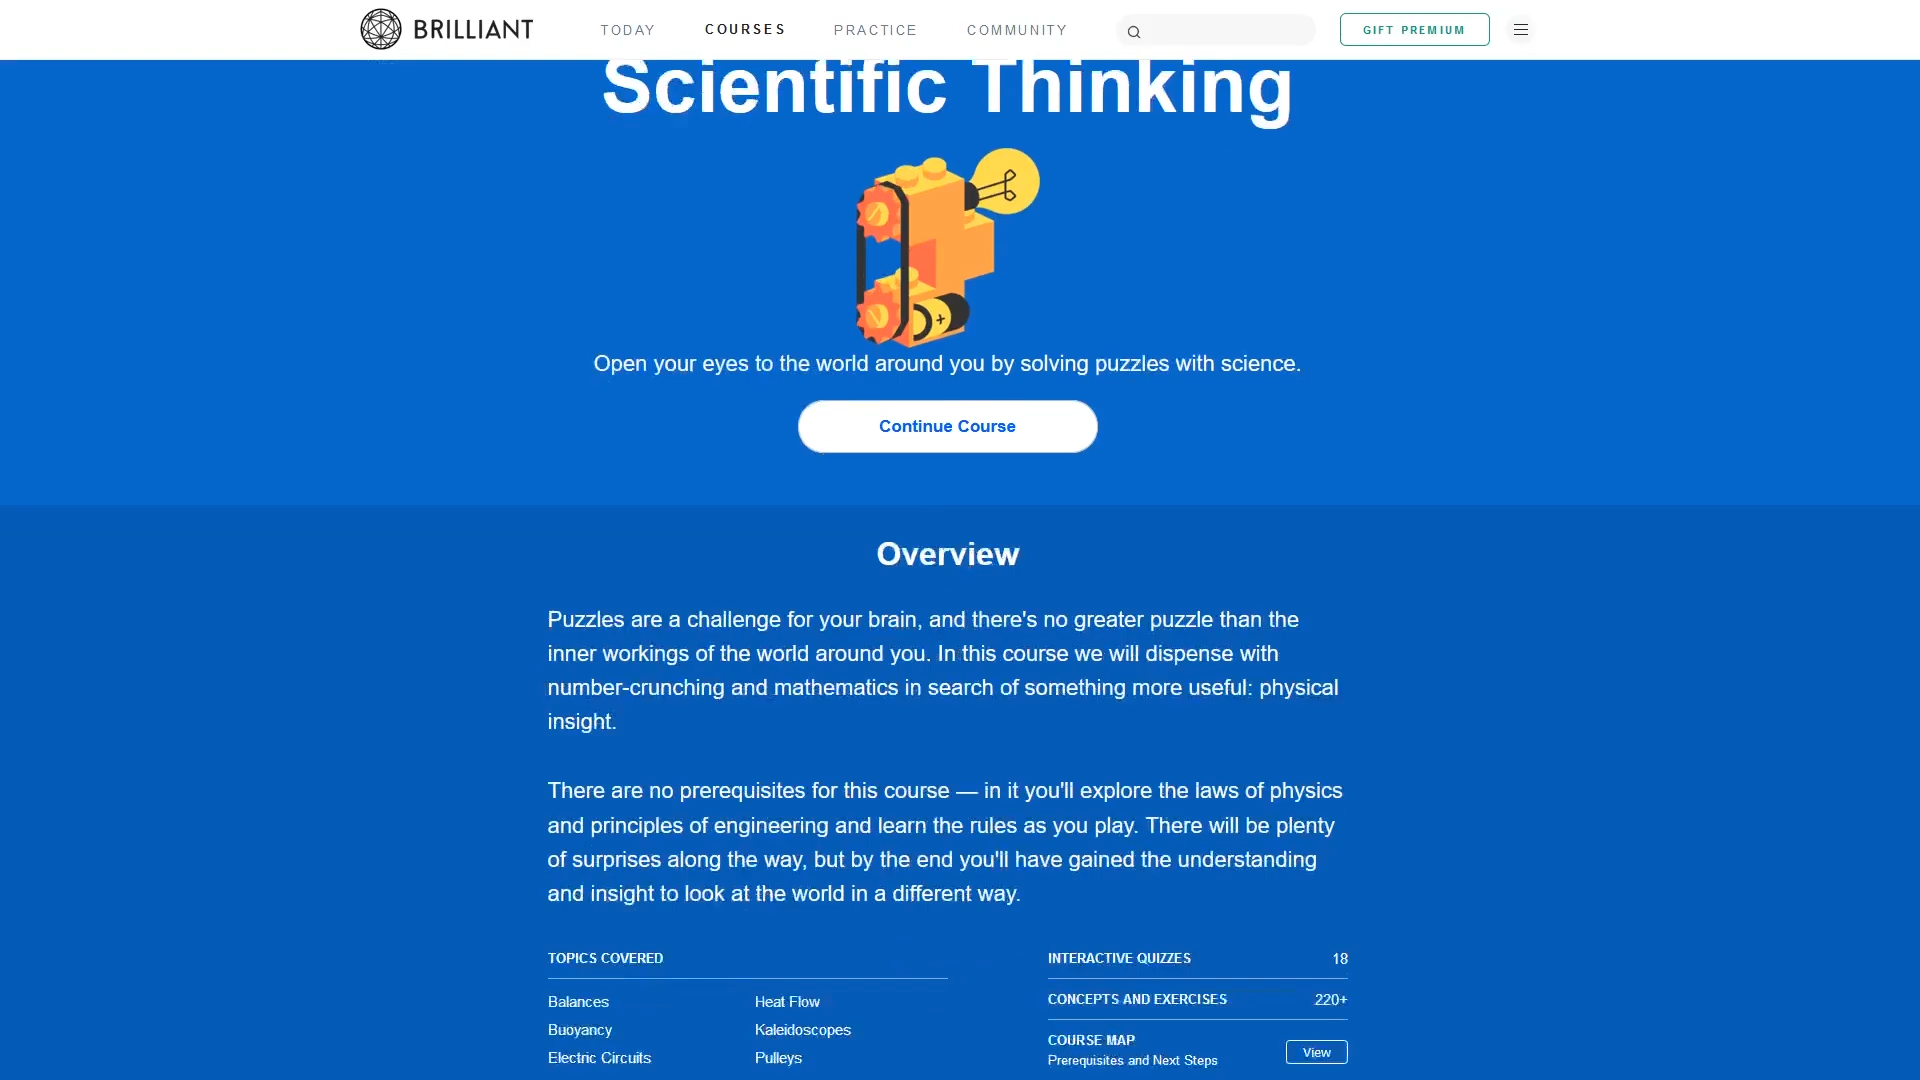 BRILLIANT
TODAY
COURSES
PRACTICE
COMMUNITY
GIFT PREMIUM
Scientific Thinking
Open your eyes to the world around you by solving puzzles with science.
Continue Course
Overview
Puzzles are a challenge for your brain, and there's no greater puzzle than the
inner workings of the world around you. In this course we will dispense with
number-crunching and mathematics in search of something more useful: physical
insight.
There are no prerequisites for this course — in it you'll explore the laws of physics
and principles of engineering and learn the rules as you play. There will be plenty
of surprises along the way, but by the end you'll have gained the understanding
and insight to look at the world in a different way.
TOPICS COVERED
Balances
Heat Flow
Buoyancy
Kaleidoscopes
Electric Circuits
Pulleys
INTERACTIVE QUIZZES 18
CONCEPTS AND EXERCISES 220+
COURSE MAP
Prerequisites and Next Steps
View